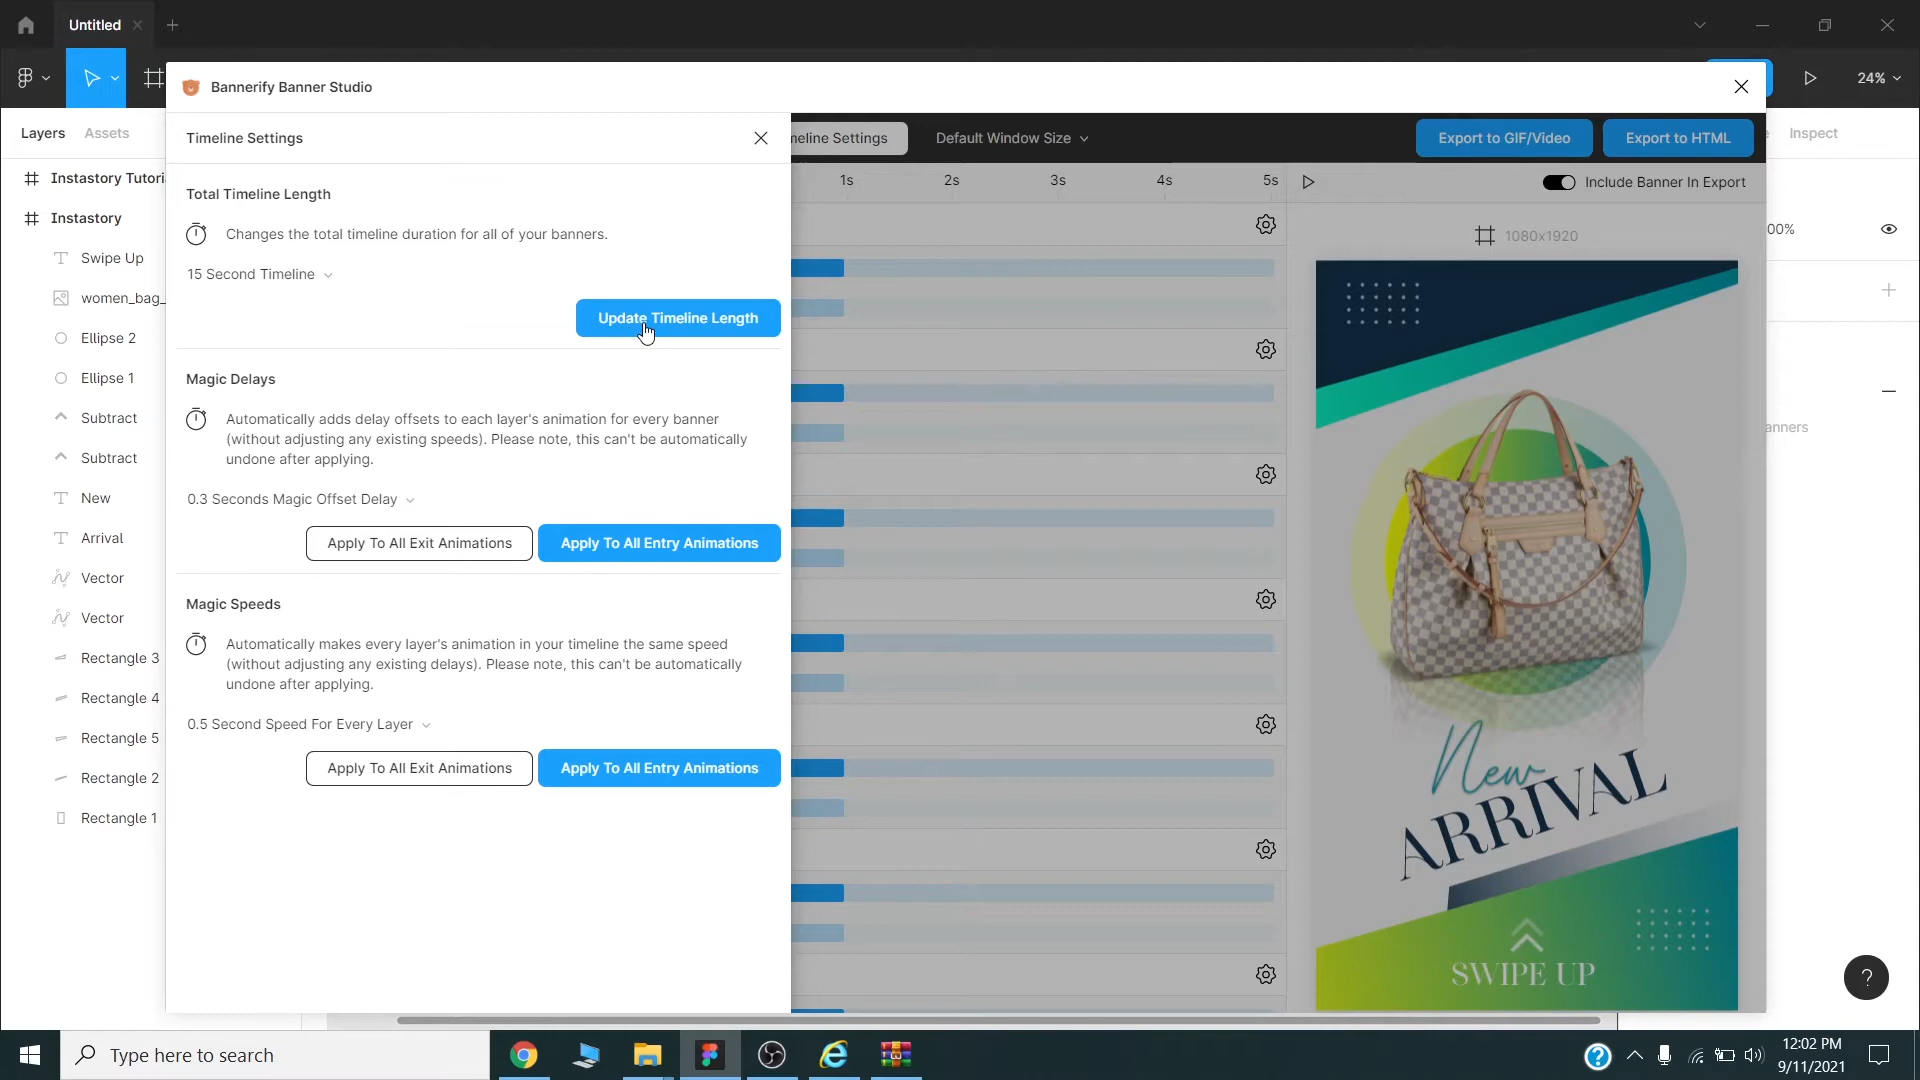 Untitled
24%
Bannerify Banner Studio
Layers
Assets
Inspect
Timeline Settings
meline Settings
Default Window Size
Export to GIF/Video
Export to HTML
Instastory Tutori
Total Timeline Length
1s
2s
3s
4s
5s
Include Banner In Export
Instastory
Changes the total timeline duration for all of your banners.
1080x1920
00%
Swipe Up
15 Second Timeline
women_bag_
Update Timeline Length
Ellipse 2
Ellipse 1
Magic Delays
Subtract
Automatically adds delay offsets to each layer's animation for every banner
(without adjusting any existing speeds). Please note, this can't be automatically
undone after applying.
anners
Subtract
New
0.3 Seconds Magic Offset Delay
Arrival
Apply To All Exit Animations
Apply To All Entry Animations
Vector
Vector
Magic Speeds
Rectangle 3
Automatically makes every layer's animation in your timeline the same speed
(without adjusting any existing delays). Please note, this can't be automatically
undone after applying.
Rectangle 4
Rectangle 5
0.5 Second Speed For Every Layer
Rectangle 2
Apply To All Exit Animations
Apply To All Entry Animations
Rectangle 1
New
ARRIVAL
SWIPE UP
?
Type here to search
12:02 PM
9/11/2021